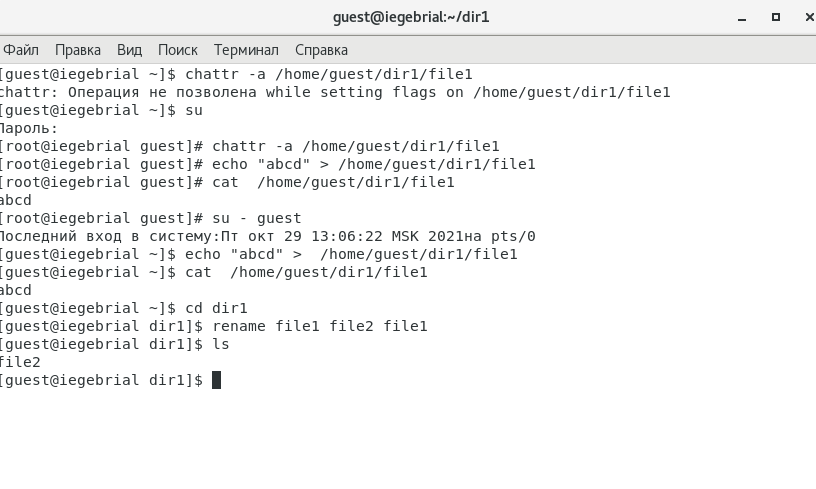 guest@iegebrial:~/dir1
Файл Правка Вид Поиск Терминал Справка
[guest@iegebrial ~]$ chattr -a /home/guest/dir1/file1
chattr: Операция не позволена while setting flags on /home/guest/dir1/file1
[guest@iegebrial ~]$ su
Пароль:
[root@iegebrial guest]# chattr -a /home/guest/dir1/file1
[root@iegebrial guest]# echo "abcd" > /home/guest/dir1/file1
[root@iegebrial guest]# cat  /home/guest/dir1/file1
abcd
[root@iegebrial guest]# su - guest
Последний вход в систему:Пт окт 29 13:06:22 MSK 2021на pts/0
[guest@iegebrial ~]$ echo "abcd" >  /home/guest/dir1/file1
[guest@iegebrial ~]$ cat  /home/guest/dir1/file1
abcd
[guest@iegebrial ~]$ cd dir1
[guest@iegebrial dir1]$ rename file1 file2 file1
[guest@iegebrial dir1]$ ls
file2
[guest@iegebrial dir1]$